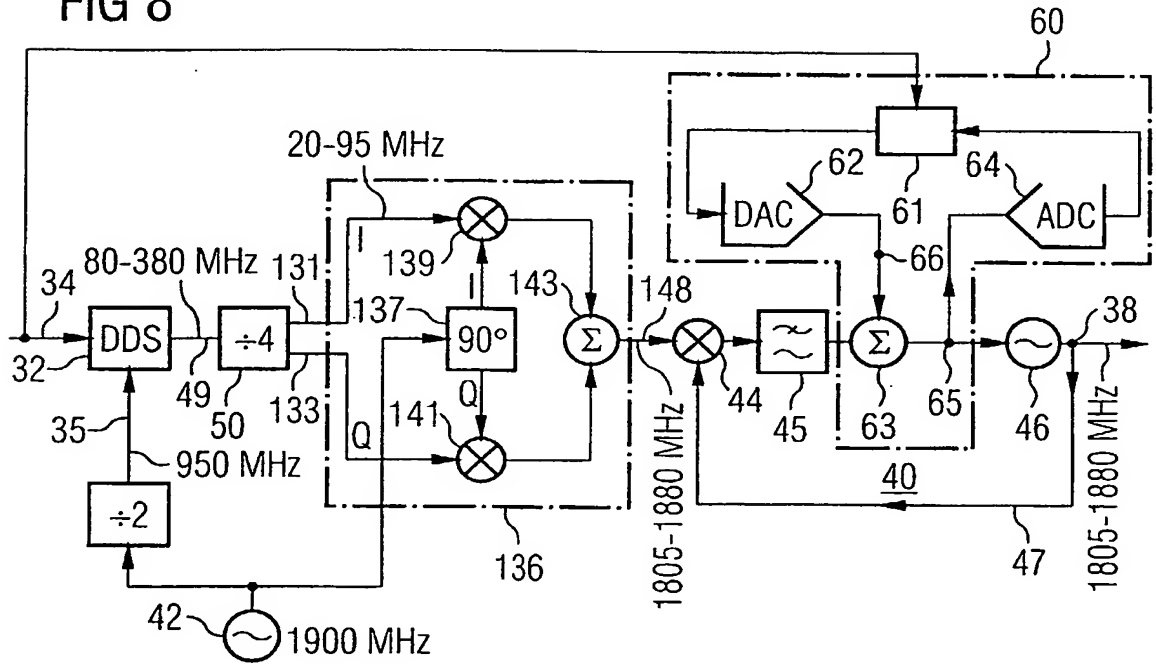 FIG 8
60
61
62
64
DAC
ADC
66
20-95 MHz
I
139
80-380 MHz
131
34
DDS
32
49
÷4
50
133
137
I
90°
Q
143
Σ
148
44
45
Σ
63
65
46
38
141
Q
35
950 MHz
÷2
136
1805-1880 MHz
40
47
1805-1880 MHz
42
1900 MHz